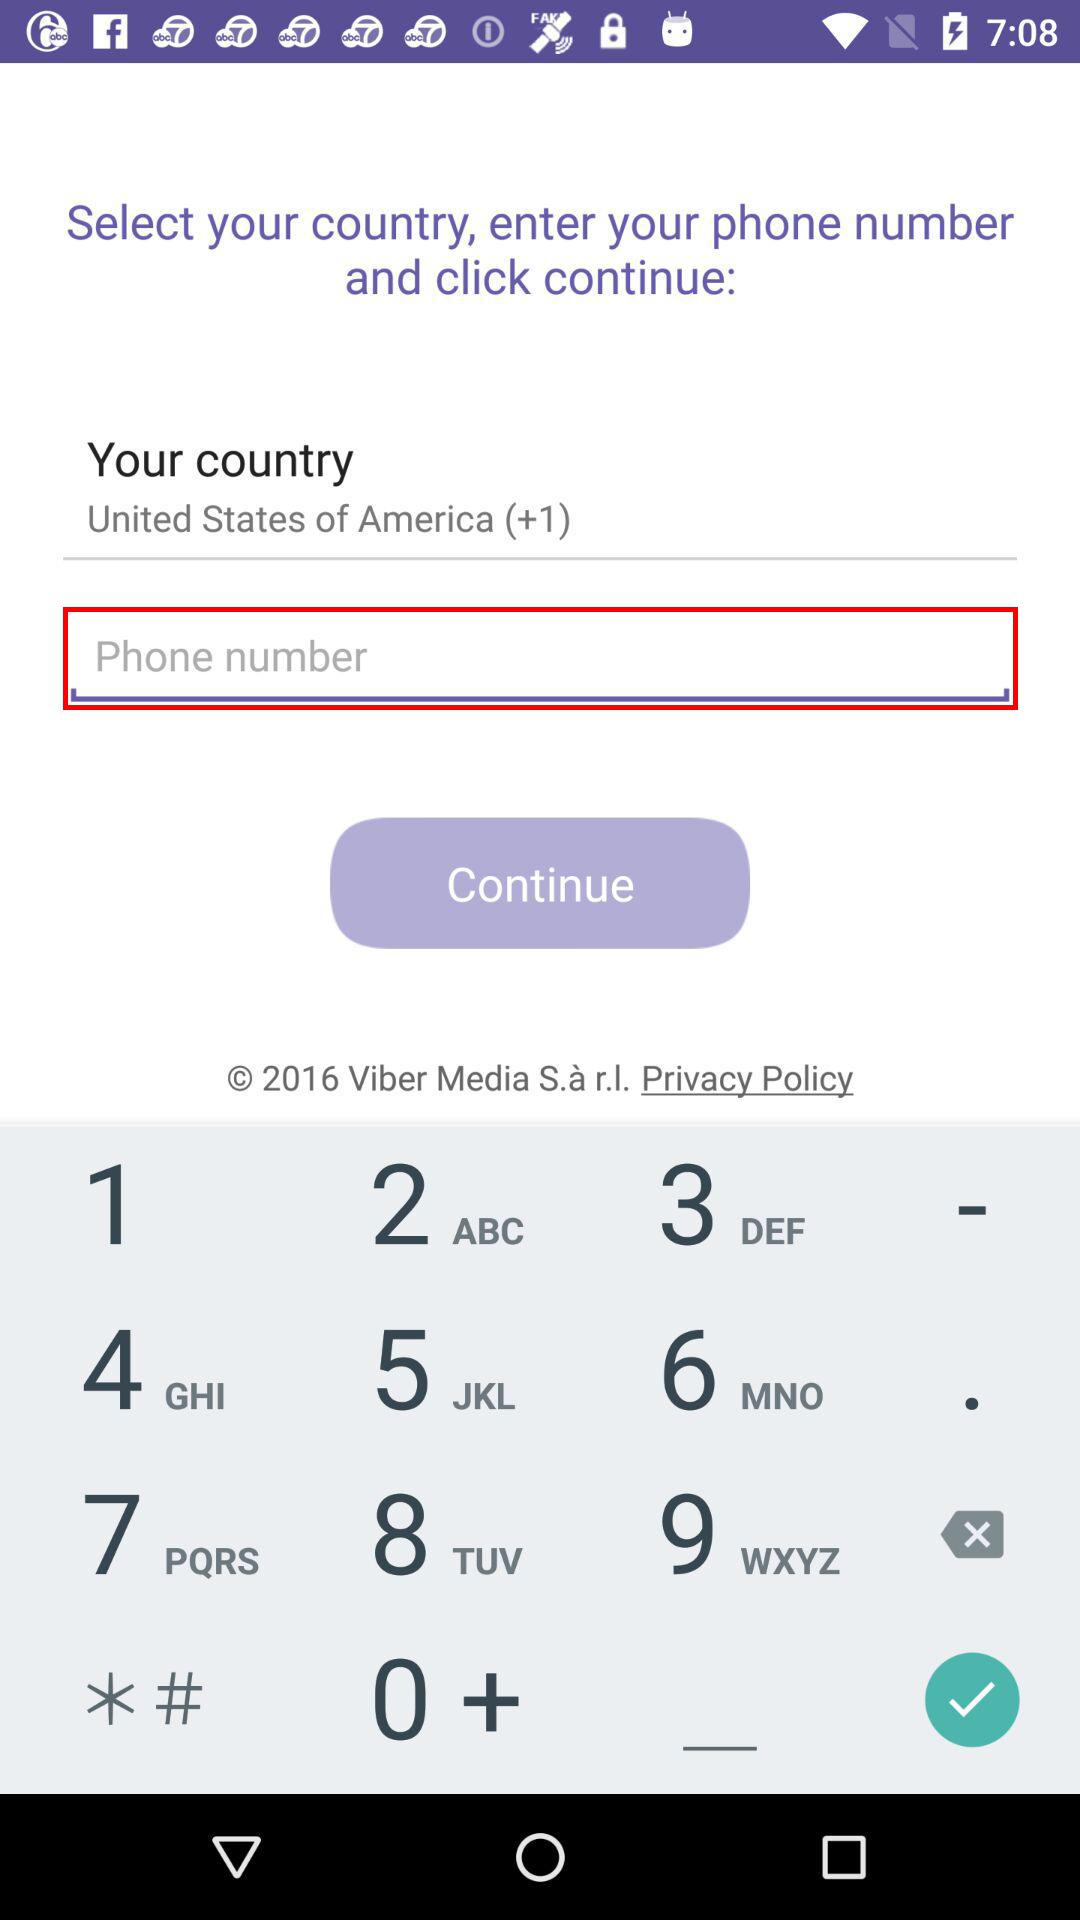 FAKE
7:08
Select your country, enter your phone number
and click continue:
Your country
United States of America (+1)
Phone number
Continue
© 2016 Viber Media S.à r.l. Privacy Policy
1 2 ABC 3 DEF -
4 GHI 5 JKL 6 MNO .
7 PQRS 8 TUV 9 WXYZ
* # 0 + _